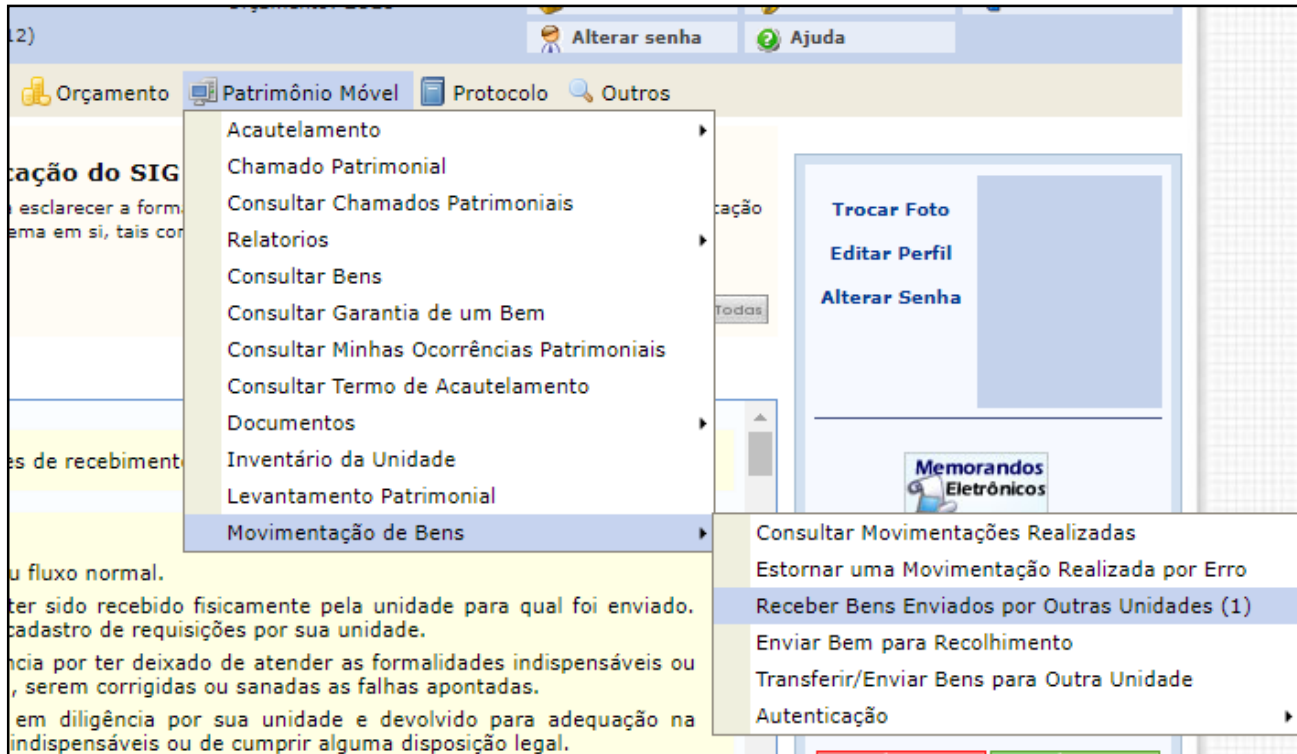 12)
Alterar senha
Ajuda
Orçamento
Patrimônio Móvel
Protocolo
Outros
Acautelamento
Chamado Patrimonial
Consultar Chamados Patrimoniais
Relatorios
Consultar Bens
Consultar Garantia de um Bem
Consultar Minhas Ocorrências Patrimoniais
Consultar Termo de Acautelamento
Documentos
Inventário da Unidade
Levantamento Patrimonial
Movimentação de Bens
Consultar Movimentações Realizadas
Estornar uma Movimentação Realizada por Erro
Receber Bens Enviados por Outras Unidades (1)
Enviar Bem para Recolhimento
Transferir/Enviar Bens para Outra Unidade
Autenticação
cação do SIG
esclarecer a form
cação
ema em si, tais cor
Todas
Trocar Foto
Editar Perfil
Alterar Senha
Memorandos
Eletrônicos
es de recebiment
u fluxo normal.
ter sido recebido fisicamente pela unidade para qual foi enviado.
cadastro de requisições por sua unidade.
ncia por ter deixado de atender as formalidades indispensáveis ou
, serem corrigidas ou sanadas as falhas apontadas.
em diligência por sua unidade e devolvido para adequação na
indispensáveis ou de cumprir alguma disposição legal.